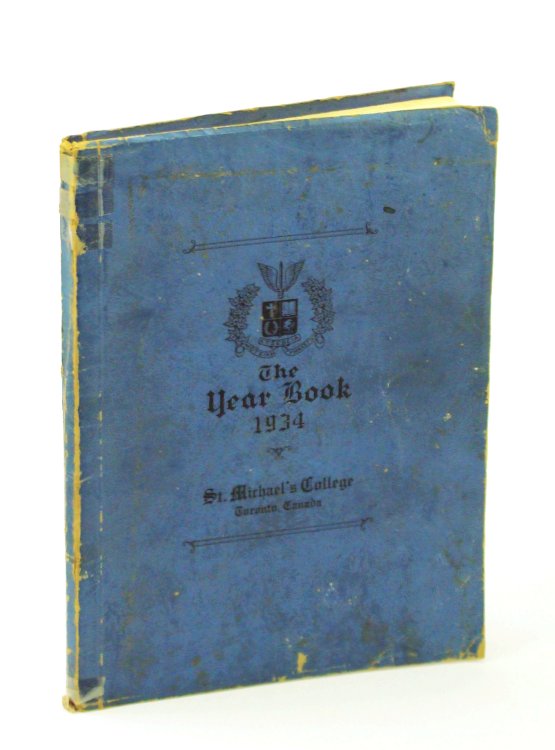 The
Year Book
1934
St. Michael's College
Toronto, Canada